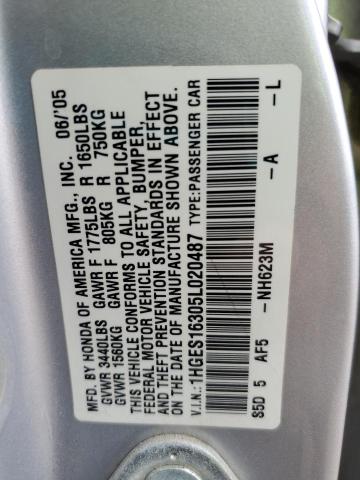 MFD. BY HONDA OF AMERICA MFG., INC. 06/'05
GVWR 3440LBS GAWR F 1775LBS R 1650LBS
GVWR 1560KG GAWR F 805KG R 750KG
THIS VEHICLE CONFORMS TO ALL APPLICABLE
FEDERAL MOTOR VEHICLE SAFETY, BUMPER,
AND THEFT PREVENTION STANDARDS IN EFFECT
ON THE DATE OF MANUFACTURE SHOWN ABOVE.
V.I.N.: 1HGES16305L020487 TYPE: PASSENGER CAR
S5D 5 AF5 -NH623M -A -L